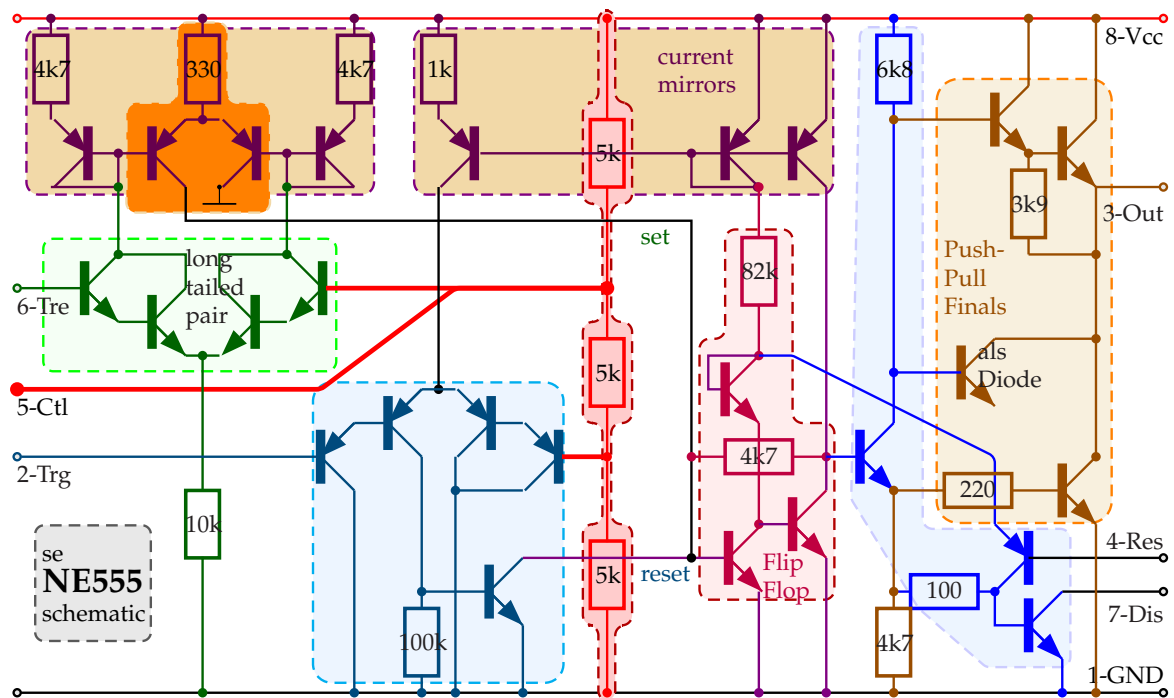 8-Vcc
4k7
330
4k7
1k
current
mirrors
6k8
5k
3k9
3-Out
set
long
tailed
pair
6-Tre
82k
Push-
Pull
Finals
5k
als
Diode
5-Ctl
2-Trg
4k7
220
10k
se
NE555
schematic
reset
5k
Flip
Flop
4-Res
100
7-Dis
100k
4k7
1-GND